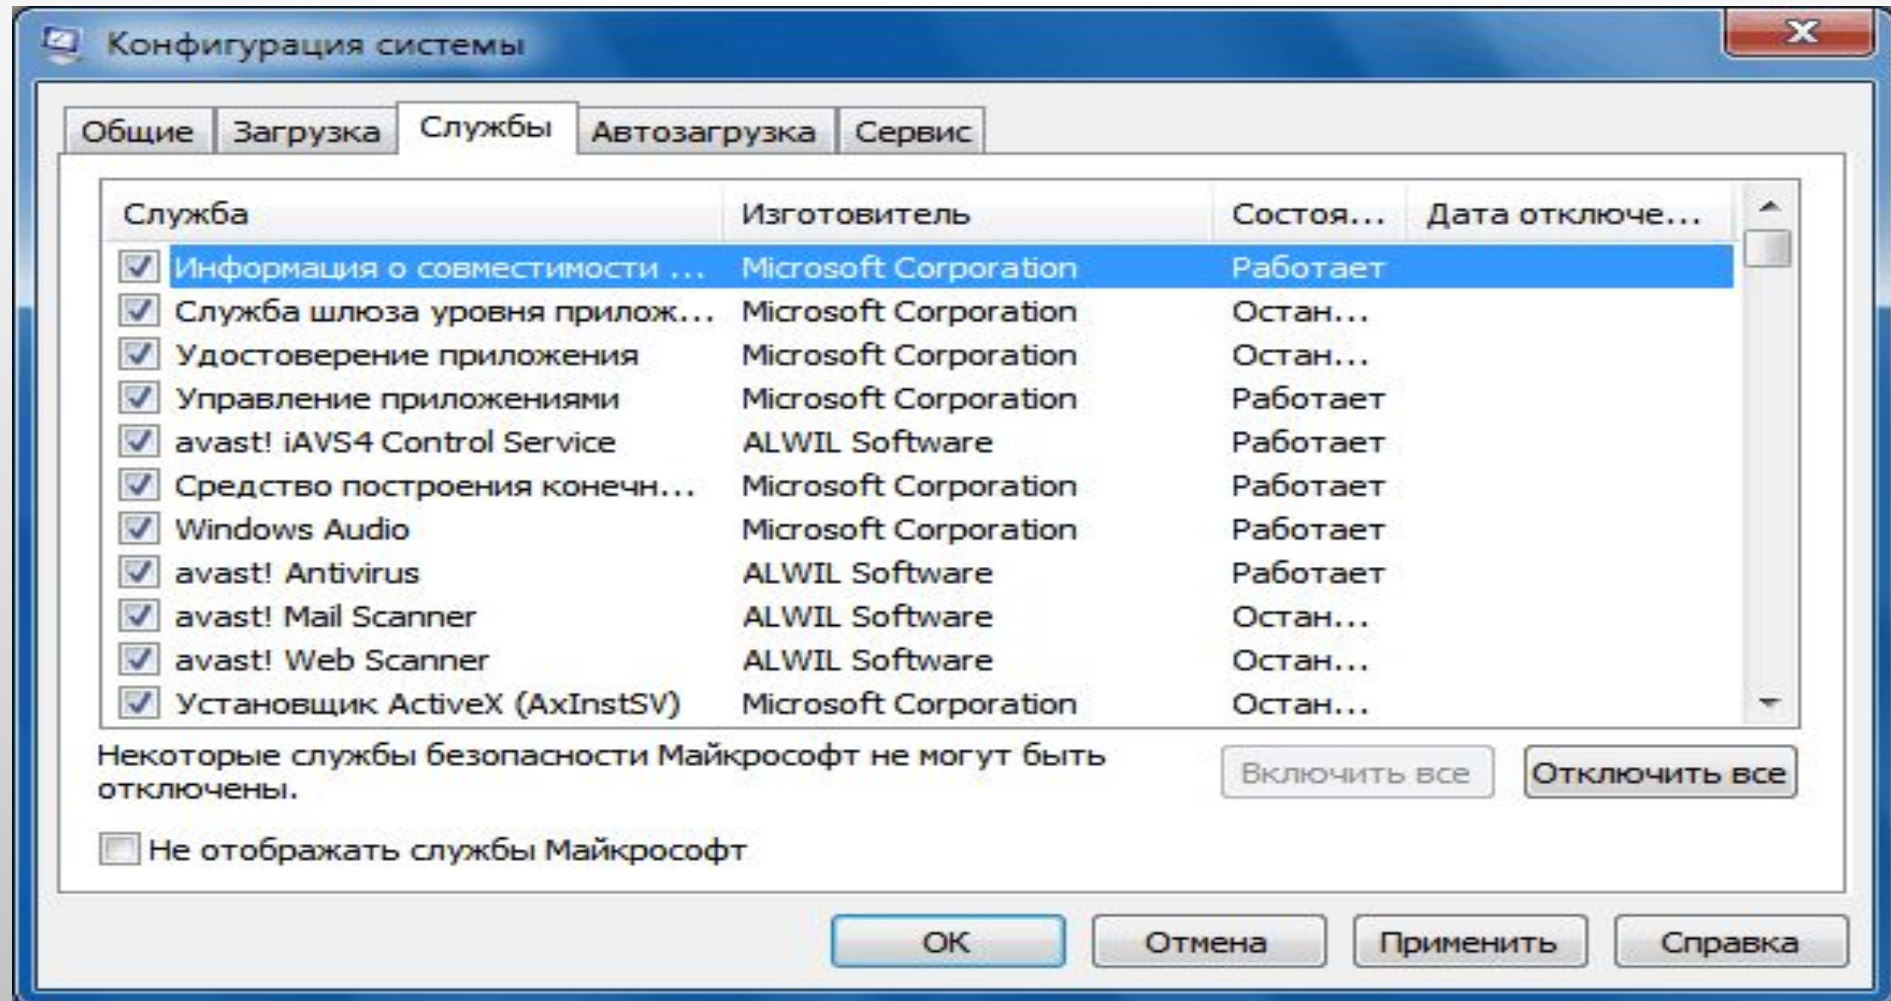 Конфигурация системы
Общие Загрузка Службы Автозагрузка Сервис
Служба Изготовитель Состоя... Дата отключе...
Информация о совместимости ... Microsoft Corporation Работает
Служба шлюза уровня прилож... Microsoft Corporation Остан...
Удостоверение приложения Microsoft Corporation Остан...
Управление приложениями Microsoft Corporation Работает
avast! iAVS4 Control Service ALWIL Software Работает
Средство построения конечн... Microsoft Corporation Работает
Windows Audio Microsoft Corporation Работает
avast! Antivirus ALWIL Software Работает
avast! Mail Scanner ALWIL Software Остан...
avast! Web Scanner ALWIL Software Остан...
Установщик ActiveX (AxInstSV) Microsoft Corporation Остан...
Некоторые службы безопасности Майкрософт не могут быть
отключены.
Включить все Отключить все
Не отображать службы Майкрософт
ОК Отмена Применить Справка